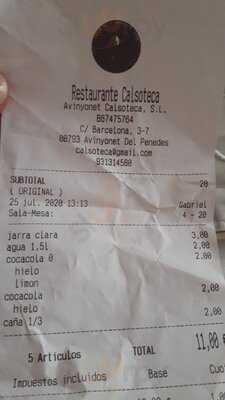 Restaurante Calsoteca
Avinyonet Calsoteca, S.L.
B67475764
C/ Barcelona, 3-7
08793 Avinyonet Del Penedes
calsoteca@gmail.com
931314560
SUBTOTAL 20
( ORIGINAL )
25 jul. 2020 13:13 Gabriel
Sala-Mesa: 4 - 20
jarra clara 3,00
agua 1,5l 2,00
cocacola 0 2,00
hielo
limon
cocacola 2,00
hielo
caña 1/3 2,00
5 Artículos TOTAL 11,00 €
Impuestos incluidos Base